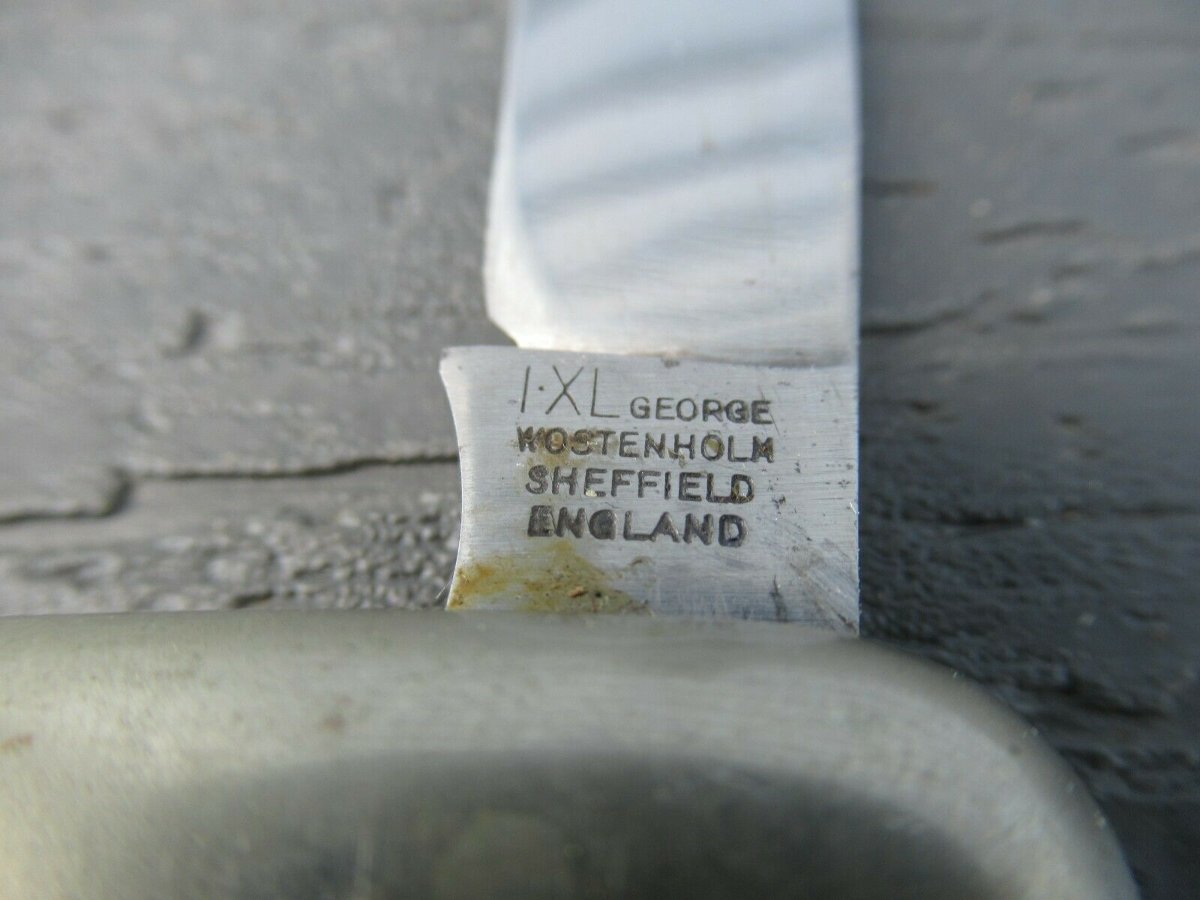 I·XL GEORGE
WOSTENHOLM
SHEFFIELD
ENGLAND